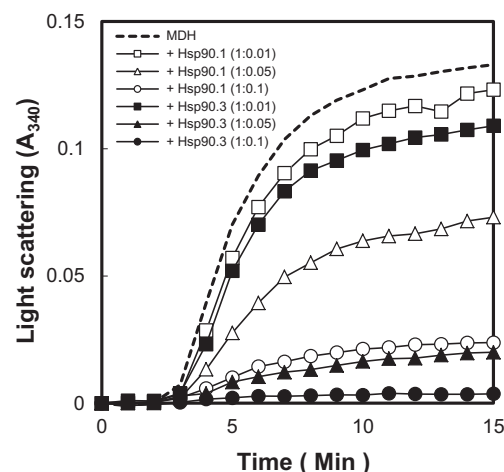 0.15
0.1
0.05
0
Light scattering (A340)
MDH
+ Hsp90.1 (1:0.01)
+ Hsp90.1 (1:0.05)
+ Hsp90.1 (1:0.1)
+ Hsp90.3 (1:0.01)
+ Hsp90.3 (1:0.05)
+ Hsp90.3 (1:0.1)
0 5 10 15
Time ( Min )